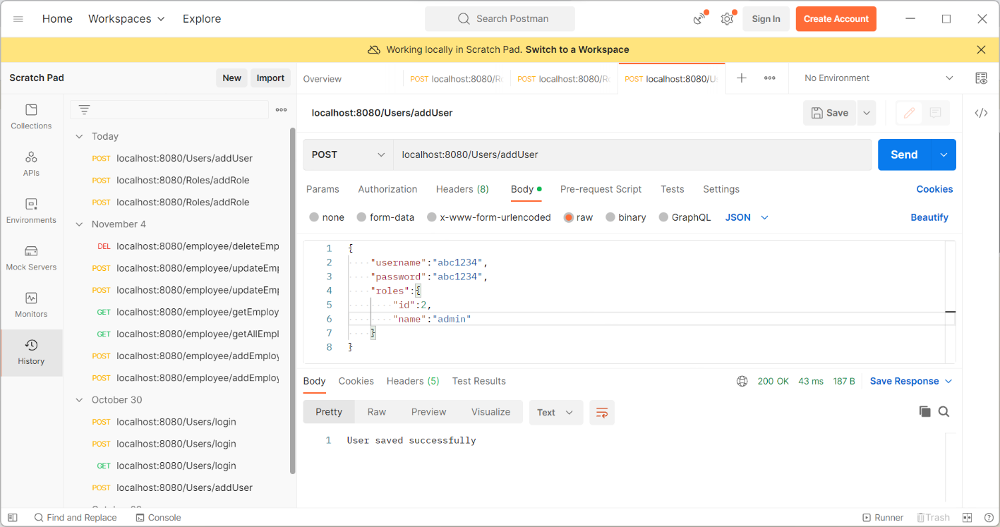 Home Workspaces Explore Search Postman Sign In Create Account
Working locally in Scratch Pad. Switch to a Workspace
Scratch Pad New Import
Overview POST localhost:8080/R POST localhost:8080/R POST localhost:8080/U No Environment
Collections
APIs
Environments
Mock Servers
Monitors
History
Today
POST localhost:8080/Users/addUser
POST localhost:8080/Roles/addRole
POST localhost:8080/Roles/addRole
November 4
DEL localhost:8080/employee/deleteEmp
POST localhost:8080/employee/updateEmp
POST localhost:8080/employee/updateEmp
GET localhost:8080/employee/getEmploy
GET localhost:8080/employee/getAllEmpl
POST localhost:8080/employee/addEmploy
POST localhost:8080/employee/addEmploy
October 30
POST localhost:8080/Users/login
POST localhost:8080/Users/login
GET localhost:8080/Users/login
POST localhost:8080/Users/addUser
localhost:8080/Users/addUser Save
POST localhost:8080/Users/addUser Send
Params Authorization Headers (8) Body Pre-request Script Tests Settings Cookies
none form-data x-www-form-urlencoded raw binary GraphQL JSON Beautify
1 {
2 "username":"abc1234",
3 "password":"abc1234",
4 "roles":{
5 "id":2,
6 "name":"admin"
7 }
8 }
Body Cookies Headers (5) Test Results 200 OK 43 ms 187 B Save Response
Pretty Raw Preview Visualize Text
1 User saved successfully
Find and Replace Console Runner Trash